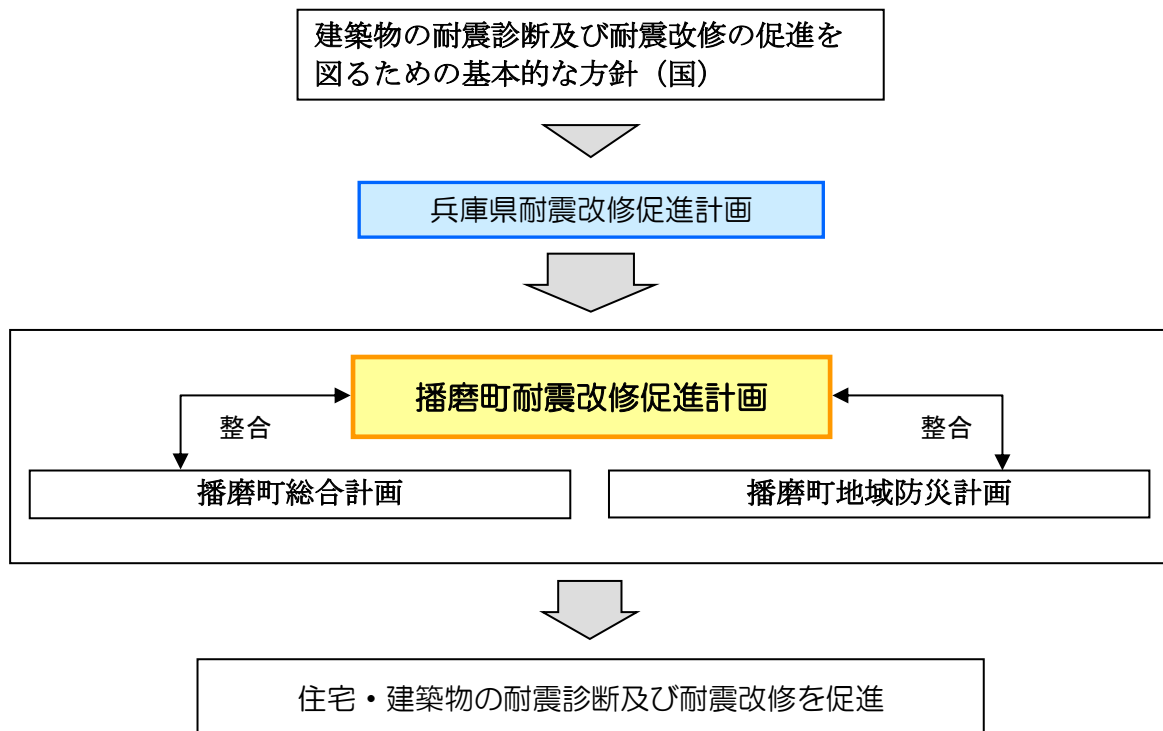 建築物の耐震診断及び耐震改修の促進を
図るための基本的な方針（国）
兵庫県耐震改修促進計画
播磨町耐震改修促進計画
整合
整合
播磨町総合計画
播磨町地域防災計画
住宅・建築物の耐震診断及び耐震改修を促進